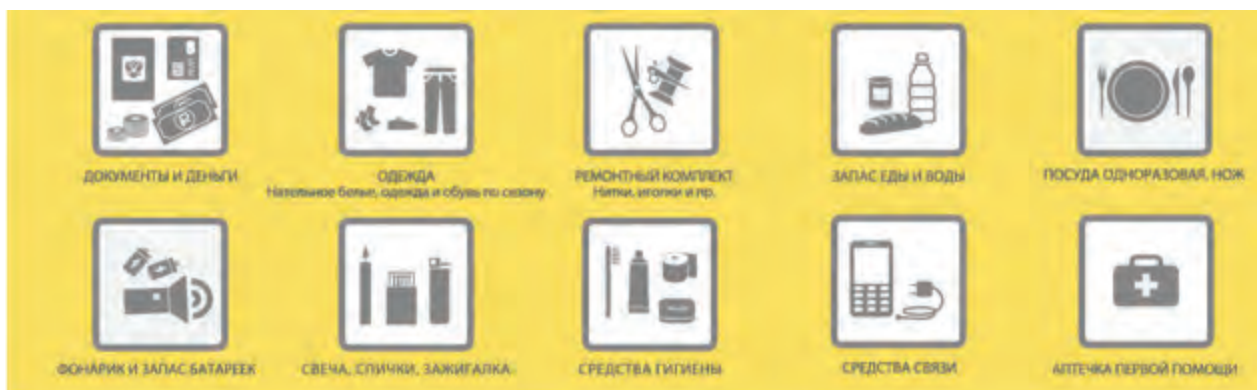 ДОКУМЕНТЫ И ДЕНЬГИ
ОДЕЖДА
Нательное белье, одежда и обувь по сезону
РЕМОНТНЫЙ КОМПЛЕКТ
Нитки, иголки и пр.
ЗАПАС ЕДЫ И ВОДЫ
ПОСУДА ОДНОРАЗОВАЯ, НОЖ
ФОНАРИК И ЗАПАС БАТАРЕЕК
СВЕЧА, СПИЧКИ, ЗАЖИГАЛКА
СРЕДСТВА ГИГИЕНЫ
СРЕДСТВА СВЯЗИ
АПТЕЧКА ПЕРВОЙ ПОМОЩИ